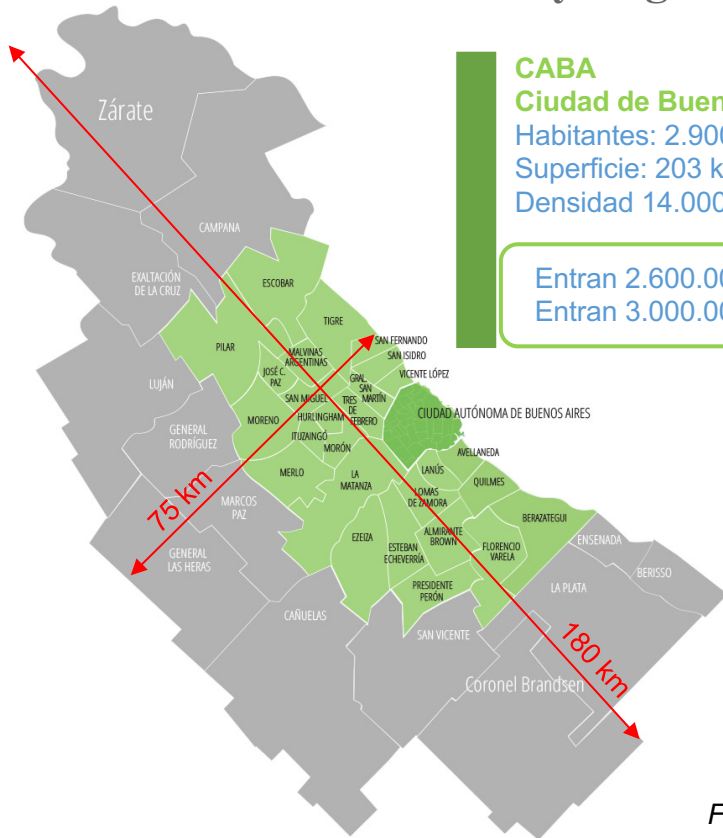 CABA
Ciudad de Buen
Habitantes: 2.900
Superficie: 203 k
Densidad 14.000
Entran 2.600.00
Entran 3.000.00
Zárate
CAMPANA
EXALTACIÓN
DE LA CRUZ
ESCOBAR
TIGRE
SAN FERNANDO
SAN ISIDRO
VICENTE LÓPEZ
PILAR
MALVINAS
ARGENTINAS
JOSÉ C.
PAZ
GRAL.
SAN
MARTÍN
LUJÁN
SAN MIGUEL
TRES
DE
FEBRERO
HURLINGHAM
MORENO
CIUDAD AUTÓNOMA DE BUENOS AIRES
GENERAL
RODRÍGUEZ
ITUZAINGÓ
MORÓN
AVELLANEDA
MERLO
LA
MATANZA
LANÚS
QUILMES
LOMAS
DE ZAMORA
75 km
MARCOS
PAZ
BERAZATEGUI
EZEIZA
ALMIRANTE
BROWN
ESTEBAN
ECHEVERRÍA
FLORENCIO
VARELA
ENSENADA
BERISSO
GENERAL
LAS HERAS
PRESIDENTE
PERÓN
LA PLATA
CAÑUELAS
SAN VICENTE
180 km
Coronel Brandsen
F